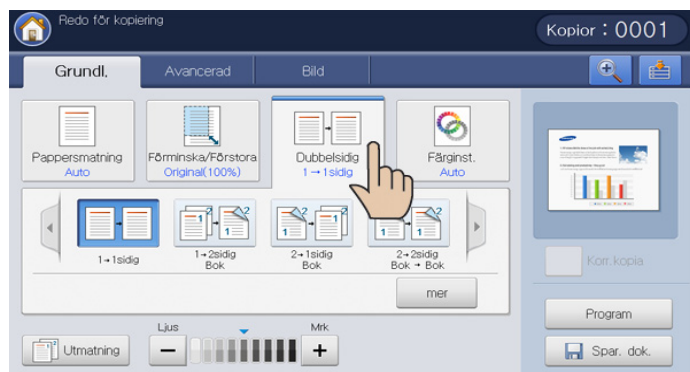 Redo för kopiering
Kopior : 0001
Grundl.
Avancerad
Bild
Pappersmatning
Auto
Förminska/Förstora
Original(100%)
Dubbelsidig
1→1sidig
Färginst.
Auto
1→1sidig
1→2sidig
Bok
2→1sidig
Bok
2→2sidig
Bok → Bok
mer
Korr.kopia
Ljus
Mrk
Utmatning
Program
Spar. dok.